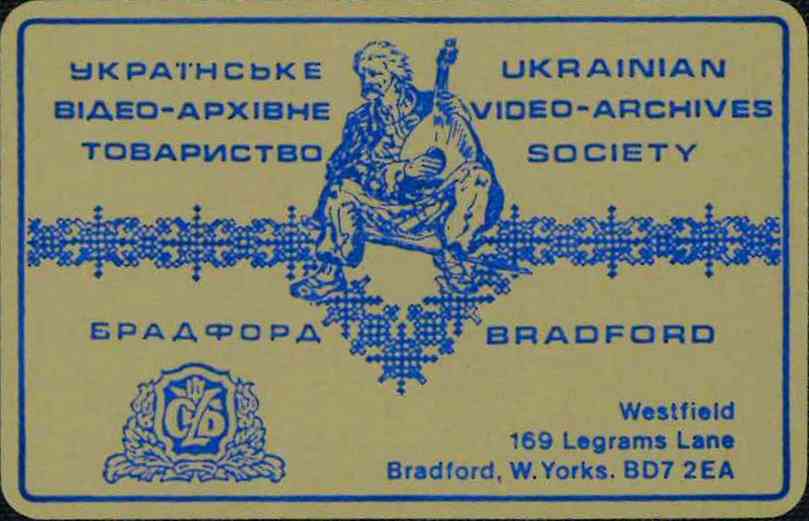 УКРАЇНСЬКЕ
ВІДЕО-АРХІВНЕ
ТОВАРИСТВО
UKRAINIAN
VIDEO-ARCHIVES
SOCIETY
БРАДФОРД
BRADFORD
Westfield
169 Legrams Lane
Bradford, W. Yorks. BD7 2EA